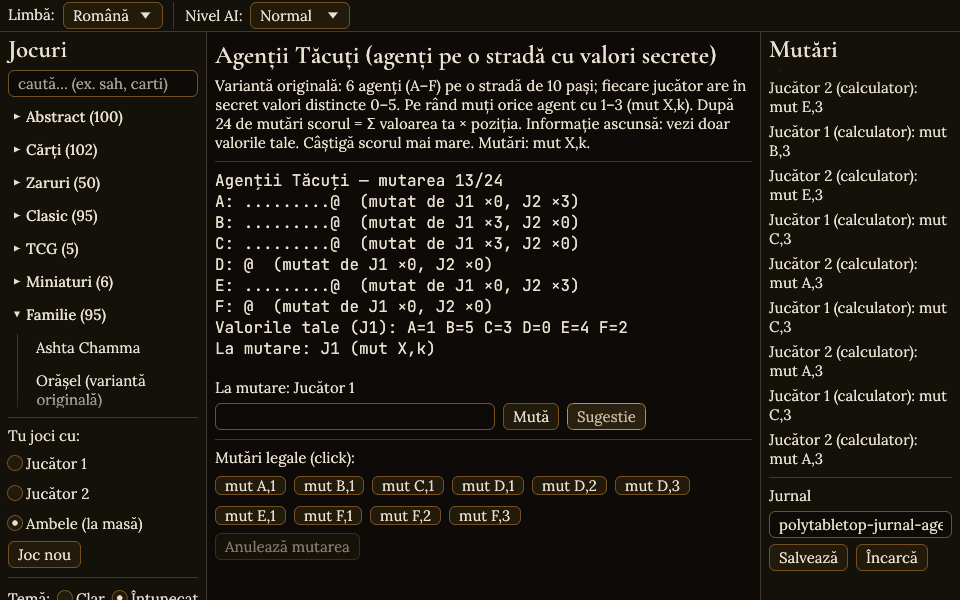 Limbă: Română ▼ Nivel AI: Normal ▼
Jocuri
caută... (ex. sah, carti)
▸ Abstract (100)
▸ Cărți (102)
▸ Zaruri (50)
▸ Clasic (95)
▸ TCG (5)
▸ Miniaturi (6)
▾ Familie (95)
Ashta Chamma
Orășel (variantă
originală)
Tu joci cu:
Jucător 1
Jucător 2
Ambele (la masă)
Joc nou
Temă: Clar Întunecat
Agenții Tăcuți (agenți pe o stradă cu valori secrete)
Variantă originală: 6 agenți (A–F) pe o stradă de 10 pași; fiecare jucător are în
secret valori distincte 0–5. Pe rând muți orice agent cu 1–3 (mut X,k). După
24 de mutări scorul = Σ valoarea ta × poziția. Informație ascunsă: vezi doar
valorile tale. Câștigă scorul mai mare. Mutări: mut X,k.
Agenții Tăcuți — mutarea 13/24
A: .........@ (mutat de J1 ×0, J2 ×3)
B: .........@ (mutat de J1 ×3, J2 ×0)
C: .........@ (mutat de J1 ×3, J2 ×0)
D: @ (mutat de J1 ×0, J2 ×0)
E: .........@ (mutat de J1 ×0, J2 ×3)
F: @ (mutat de J1 ×0, J2 ×0)
Valorile tale (J1): A=1 B=5 C=3 D=0 E=4 F=2
La mutare: J1 (mut X,k)
La mutare: Jucător 1
Mută Sugestie
Mutări legale (click):
mut A,1 mut B,1 mut C,1 mut D,1 mut D,2 mut D,3
mut E,1 mut F,1 mut F,2 mut F,3
Anulează mutarea
Mutări
Jucător 2 (calculator):
mut E,3
Jucător 1 (calculator): mut
B,3
Jucător 2 (calculator):
mut E,3
Jucător 1 (calculator): mut
C,3
Jucător 2 (calculator):
mut A,3
Jucător 1 (calculator): mut
C,3
Jucător 2 (calculator):
mut A,3
Jucător 1 (calculator): mut
C,3
Jucător 2 (calculator):
mut A,3
Jurnal
polytabletop-jurnal-age
Salvează Încarcă